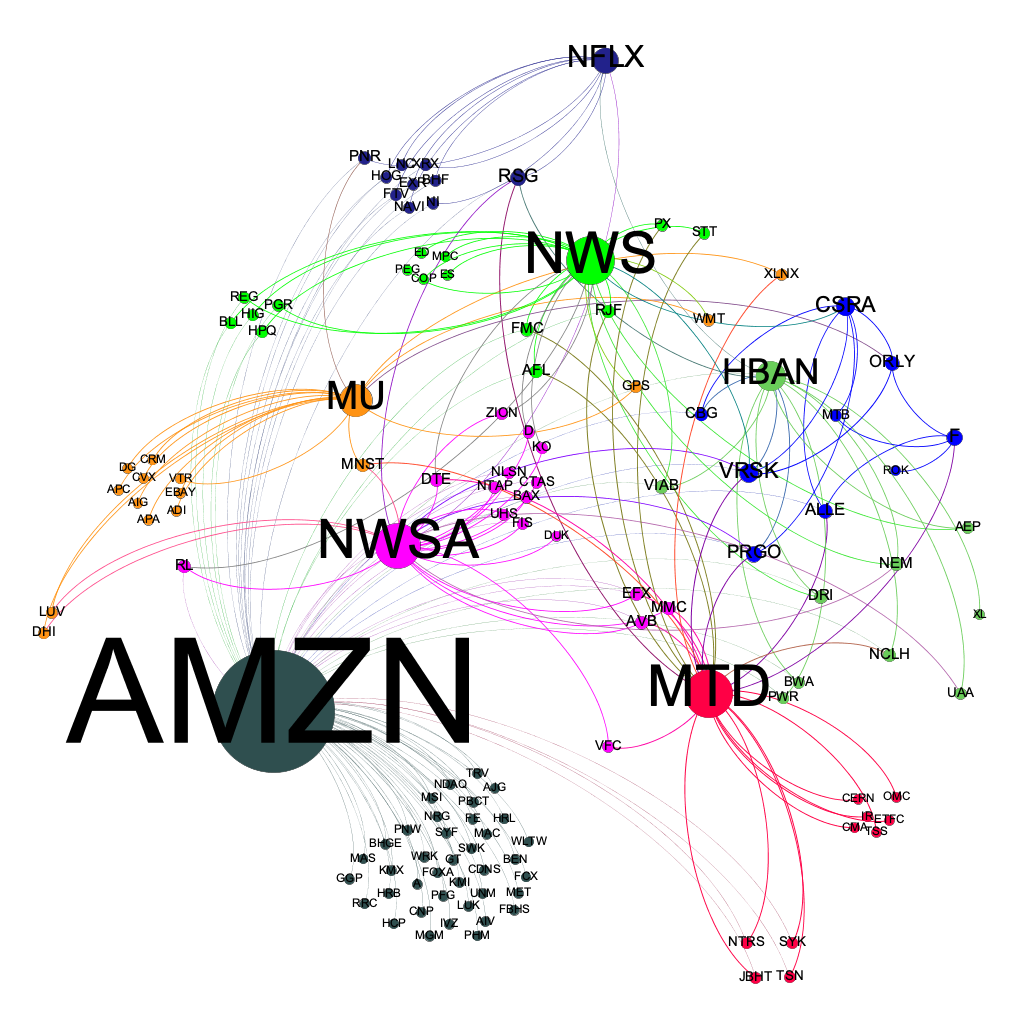 NFLX
PNR
LNC
XRX
HOG
EXR
BHF
RSG
FTV
NAVI
NI
PX
STT
NWS
ED
MPC
PEG
COP
ES
XLNX
REG
PGR
HIG
BLL
HPQ
CSRA
RJF
WMT
FMC
ORLY
AFL
HBAN
MU
GPS
ZION
CBG
MTB
D
F
KO
CRM
DG
CVX
VTR
APC
EBAY
AIG
ADI
APA
MNST
DTE
NLSN
NTAP
CTAS
BAX
VIAB
VRSK
ALLE
UHS
FIS
DUK
AEP
NWSA
PRGO
RL
NEM
EFX
MMC
AVB
DRI
XL
LUV
DHI
NCLH
AMZN
MTD
BWA
PWR
UAA
VFC
TRV
NDAQ
AJG
MSI
PBCT
CERN
OMC
NRG
FE
HRL
IR
ETFC
CMA
TSS
PNW
SYF
MAC
BHGE
SWK
WLTW
MAS
WRK
GT
BEN
KMX
FOXA
CDNS
GGP
A
KMI
FCX
HRB
PFG
UNM
MET
RRC
CNP
LUK
FBHS
HCP
IVZ
AIV
MGM
PHM
NTRS
SYK
JBHT
TSN